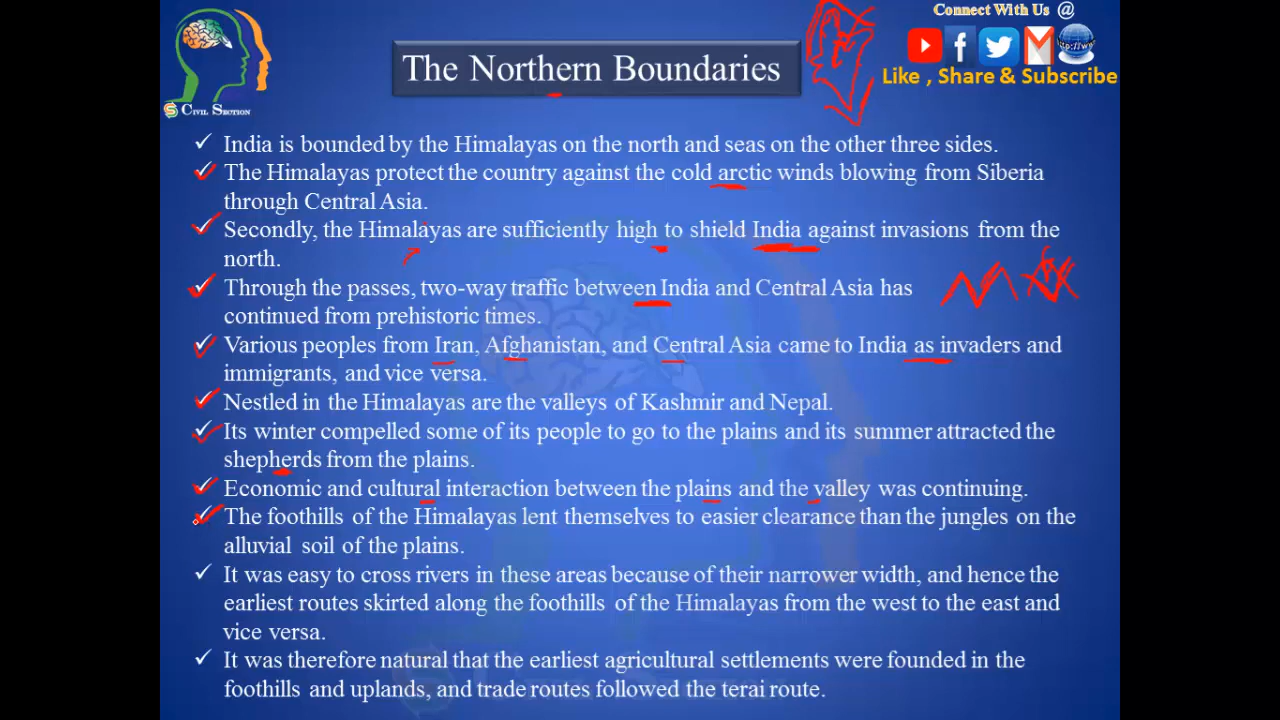 Connect With Us @
The Northern Boundaries
http://ww
Like , Share & Subscribe
S CIVIL SECTION
✓ India is bounded by the Himalayas on the north and seas on the other three sides.
✓ The Himalayas protect the country against the cold arctic winds blowing from Siberia
through Central Asia.
✓ Secondly, the Himalayas are sufficiently high to shield India against invasions from the
north.
✓ Through the passes, two-way traffic between India and Central Asia has
continued from prehistoric times.
✓ Various peoples from Iran, Afghanistan, and Central Asia came to India as invaders and
immigrants, and vice versa.
✓ Nestled in the Himalayas are the valleys of Kashmir and Nepal.
✓ Its winter compelled some of its people to go to the plains and its summer attracted the
shepherds from the plains.
✓ Economic and cultural interaction between the plains and the valley was continuing.
✓ The foothills of the Himalayas lent themselves to easier clearance than the jungles on the
alluvial soil of the plains.
✓ It was easy to cross rivers in these areas because of their narrower width, and hence the
earliest routes skirted along the foothills of the Himalayas from the west to the east and
vice versa.
✓ It was therefore natural that the earliest agricultural settlements were founded in the
foothills and uplands, and trade routes followed the terai route.